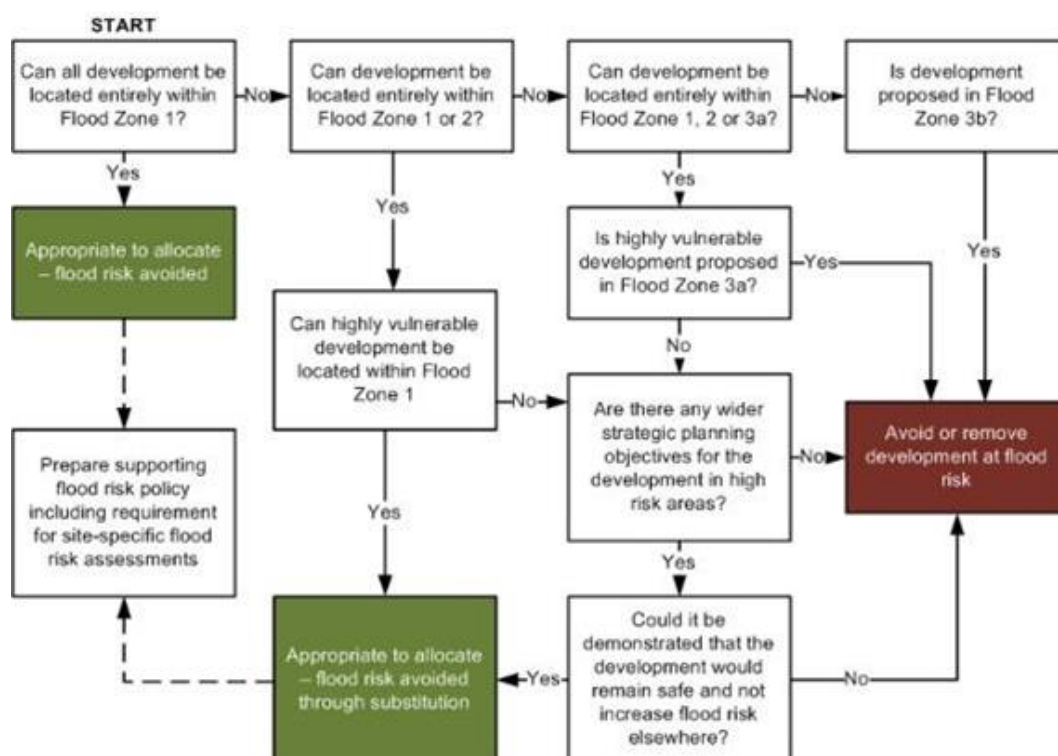 START
Can all development be
located entirely within
Flood Zone 1?
No
Can development be
located entirely within
Flood Zone 1 or 2?
No
Can development be
located entirely within
Flood Zone 1, 2 or 3a?
No
Is development
proposed in Flood
Zone 3b?
Yes
Yes
Yes
Yes
Appropriate to allocate
– flood risk avoided
Is highly vulnerable
development proposed
in Flood Zone 3a?
Yes
No
Can highly vulnerable
development be
located within Flood
Zone 1
No
Yes
Are there any wider
strategic planning
objectives for the
development in high
risk areas?
No
Yes
Avoid or remove
development at flood
risk
Prepare supporting
flood risk policy
including requirement
for site-specific flood
risk assessments
Appropriate to allocate
– flood risk avoided
through substitution
Yes
Could it be
demonstrated that the
development would
remain safe and not
increase flood risk
elsewhere?
No